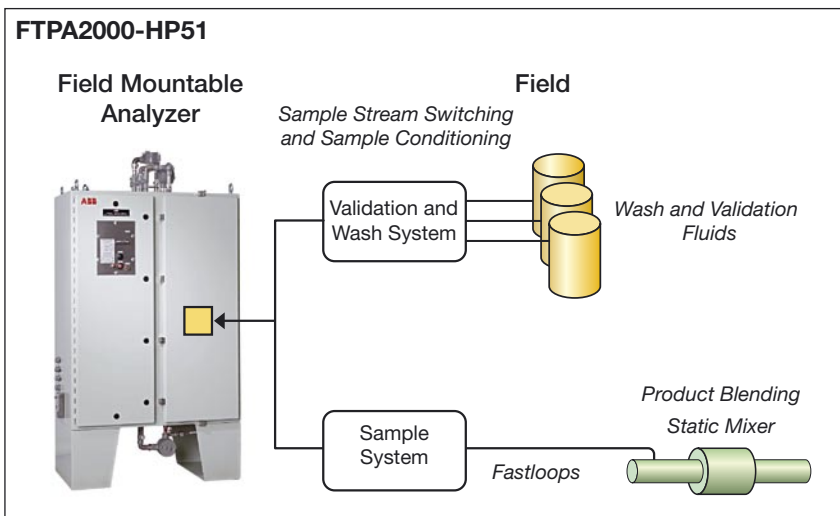 FTPA2000-HP51
Field Mountable
Analyzer
Field
Sample Stream Switching
and Sample Conditioning
ABB
Validation and
Wash System
Wash and Validation
Fluids
Sample
System
Fastloops
Product Blending
Static Mixer